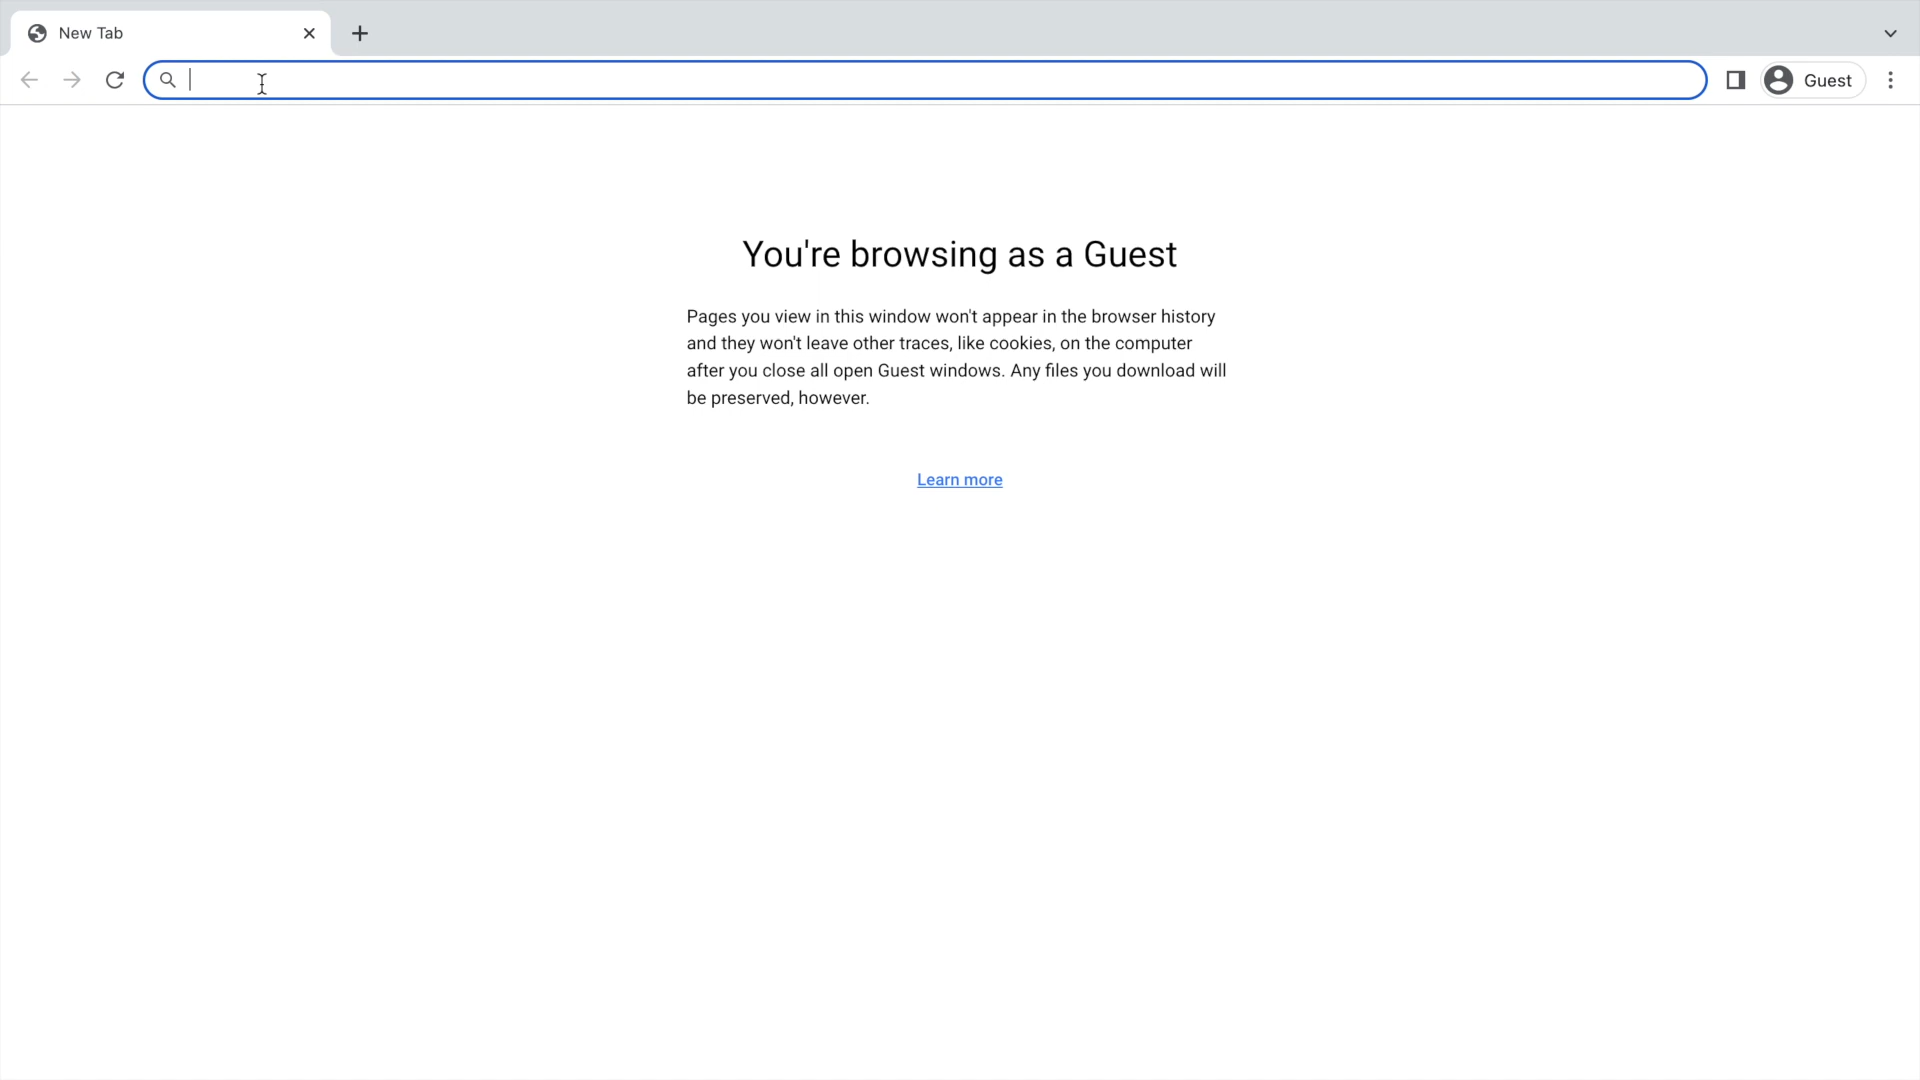 New Tab
Guest
You're browsing as a Guest
Pages you view in this window won't appear in the browser history
and they won't leave other traces, like cookies, on the computer
after you close all open Guest windows. Any files you download will
be preserved, however.
Learn more